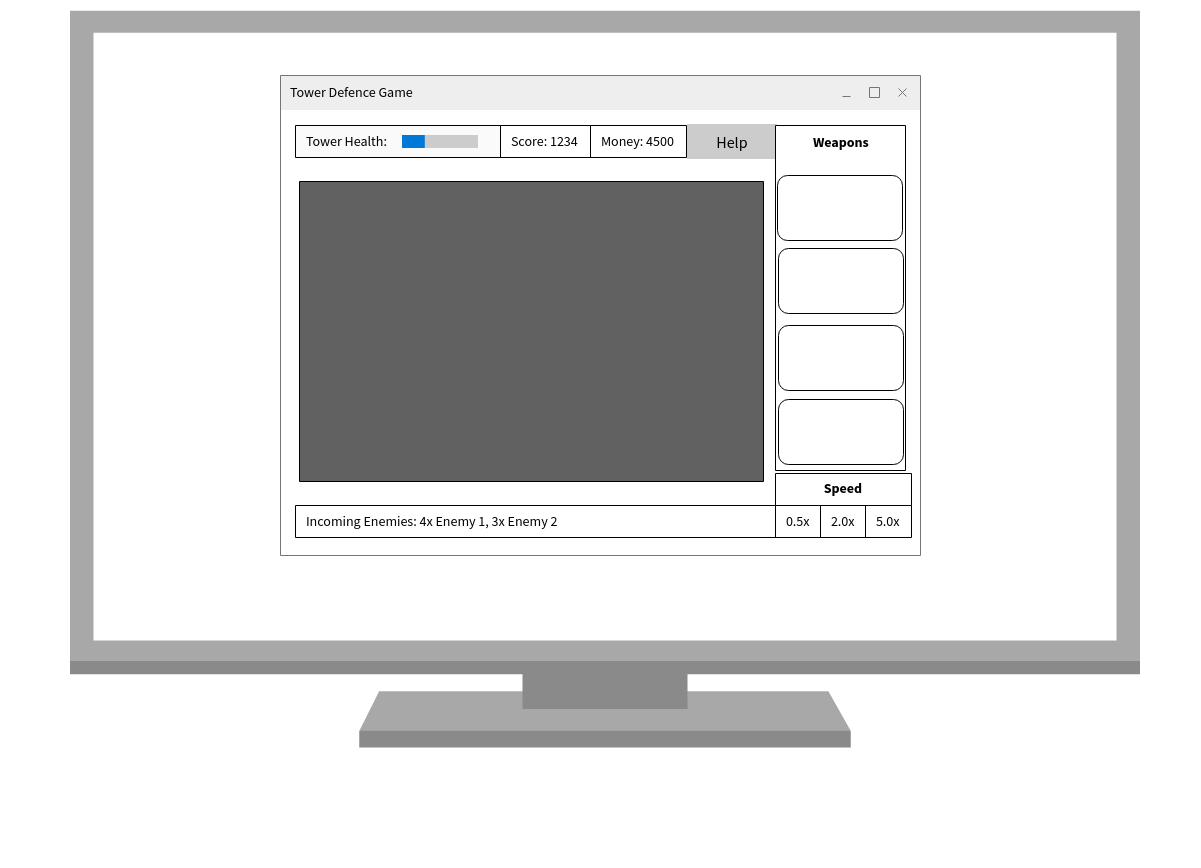 Tower Defence Game
Tower Health:
Score: 1234
Money: 4500
Help
Weapons
Speed
Incoming Enemies: 4x Enemy 1, 3x Enemy 2
0.5x
2.0x
5.0x